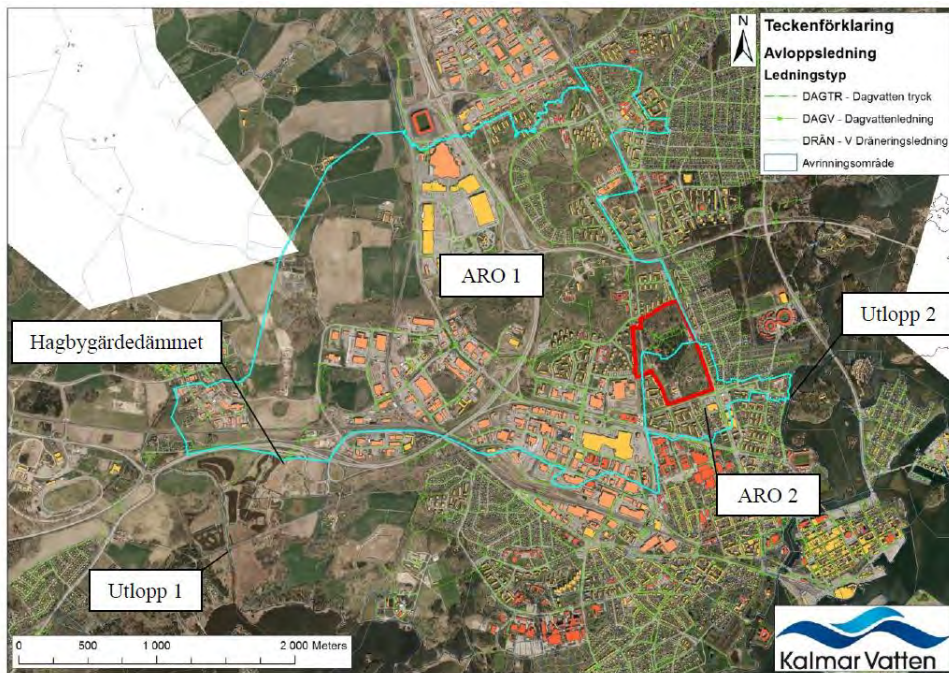 N
Teckenförklaring
Avloppsledning
Ledningstyp
DAGTR - Dagvatten tryck
DAGV - Dagvattenledning
DRÄN - V Dräneringsledning
Avrinningsområde
ARO 1
Hagbygärdedämmet
Utlopp 2
ARO 2
Utlopp 1
0 500 1 000 2 000 Meters
Kalmar Vatten